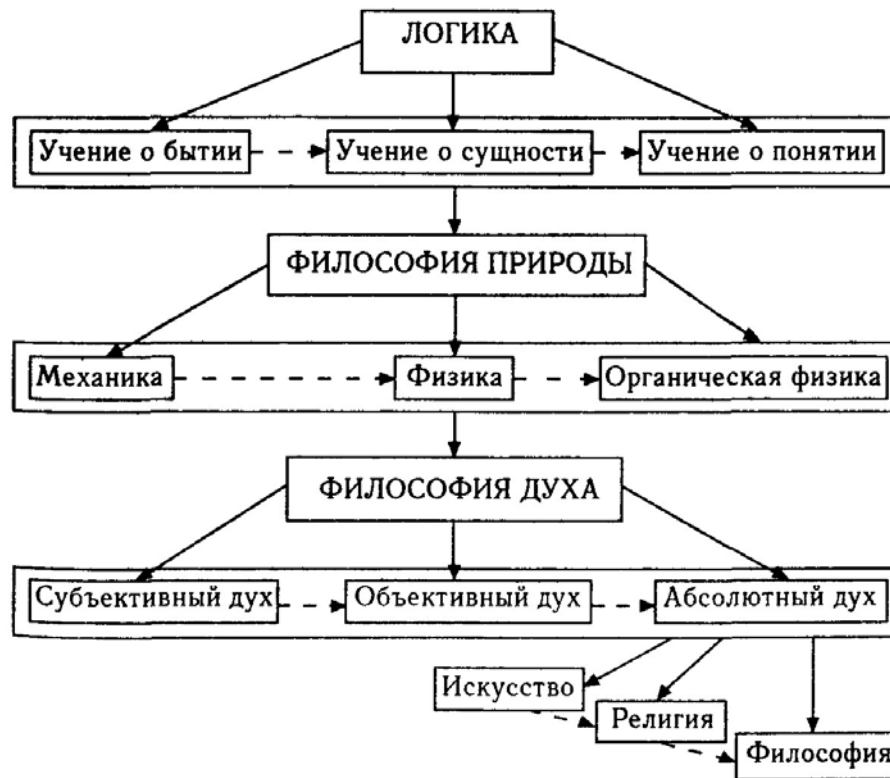 ЛОГИКА
Учение о бытии
Учение о сущности
Учение о понятии
ФИЛОСОФИЯ ПРИРОДЫ
Механика
Физика
Органическая физика
ФИЛОСОФИЯ ДУХА
Субъективный дух
Объективный дух
Абсолютный дух
Искусство
Религия
Философия